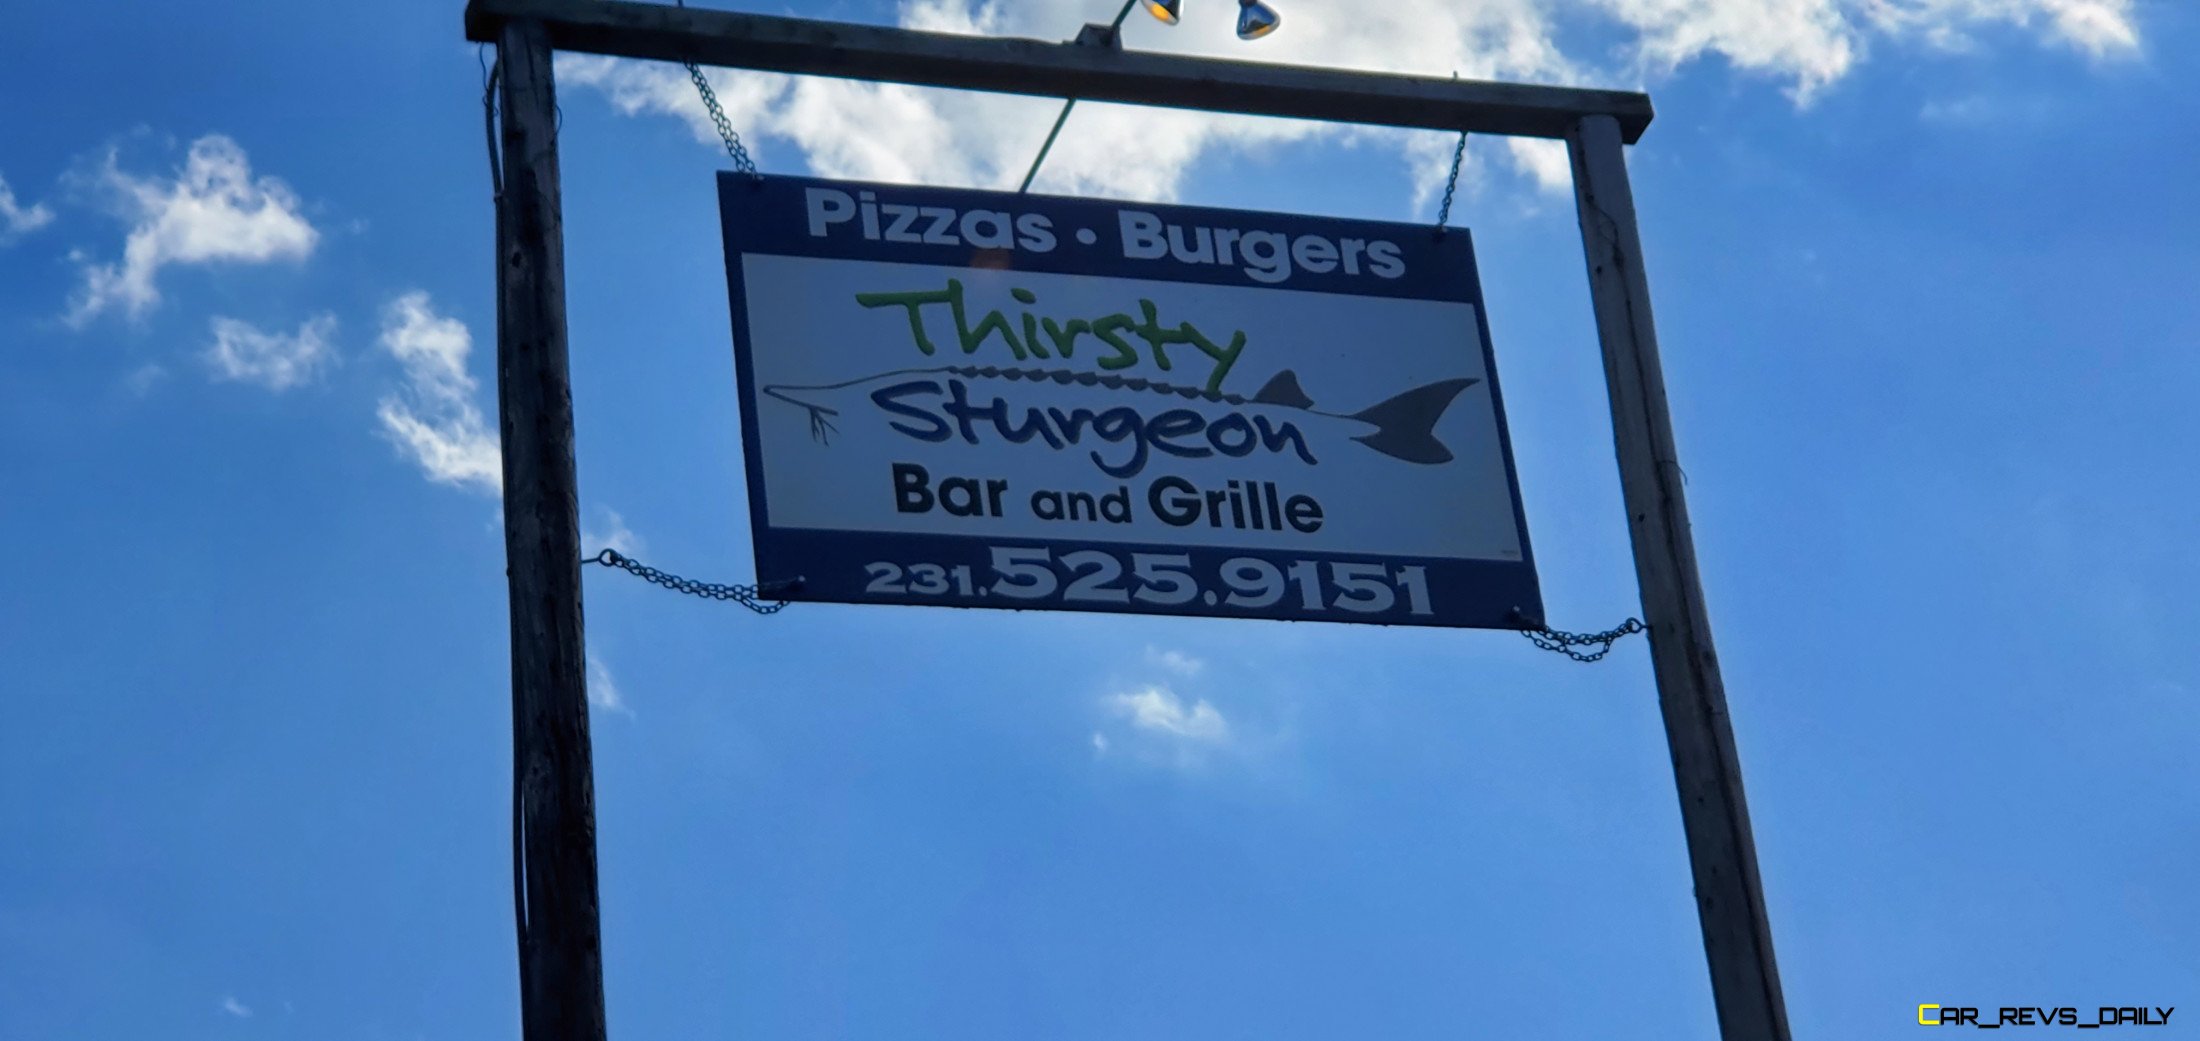 Pizzas • Burgers
Thirsty
Sturgeon
Bar and Grille
231.525.9151
CAR_REVS_DAILY